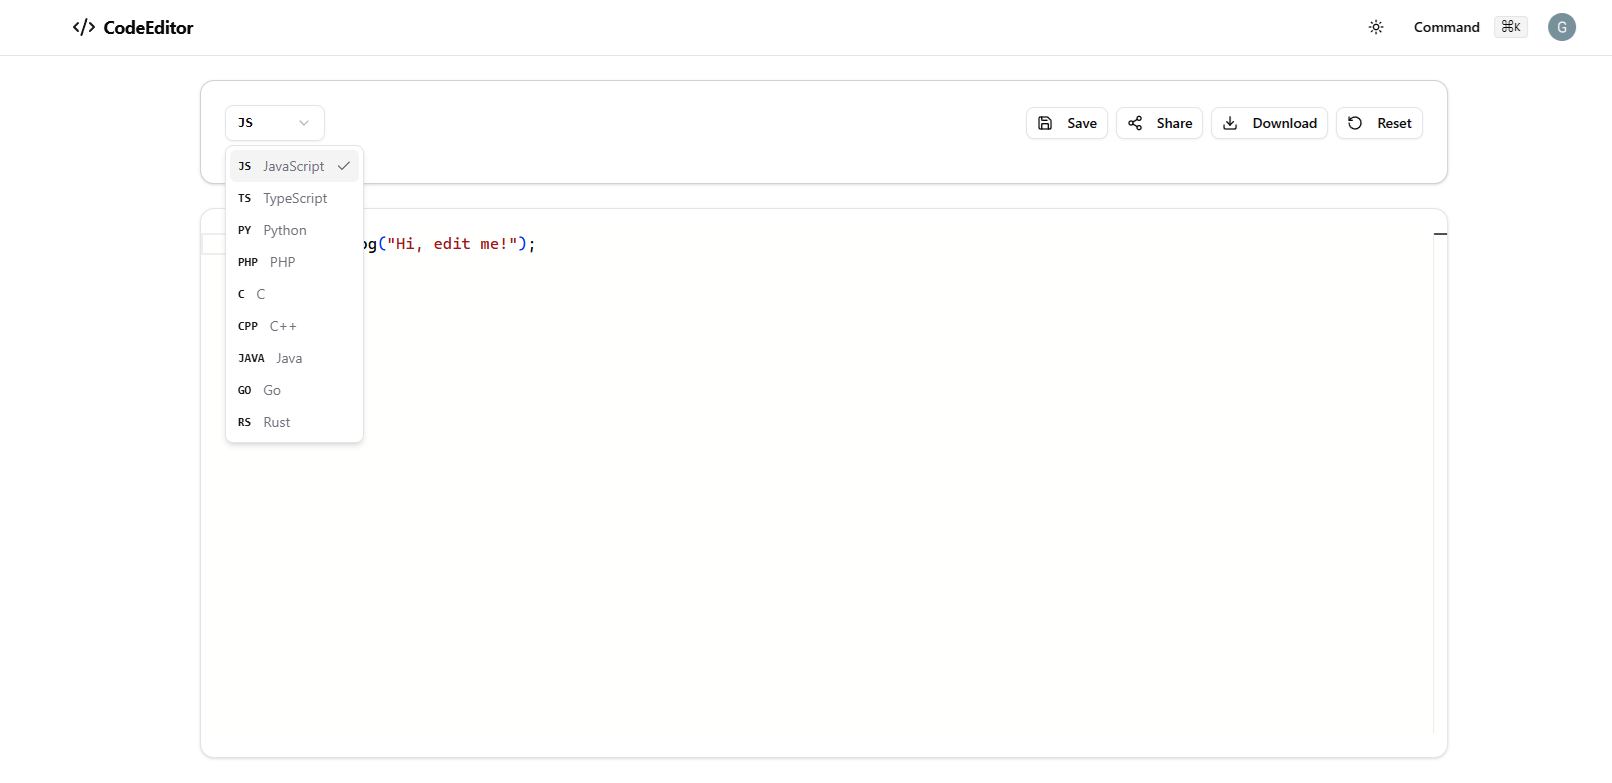 </> CodeEditor
Command ⌘K G
JS
Save Share Download Reset
JS JavaScript
TS TypeScript
PY Python
PHP PHP
C C
CPP C++
JAVA Java
GO Go
RS Rust
("Hi, edit me!");